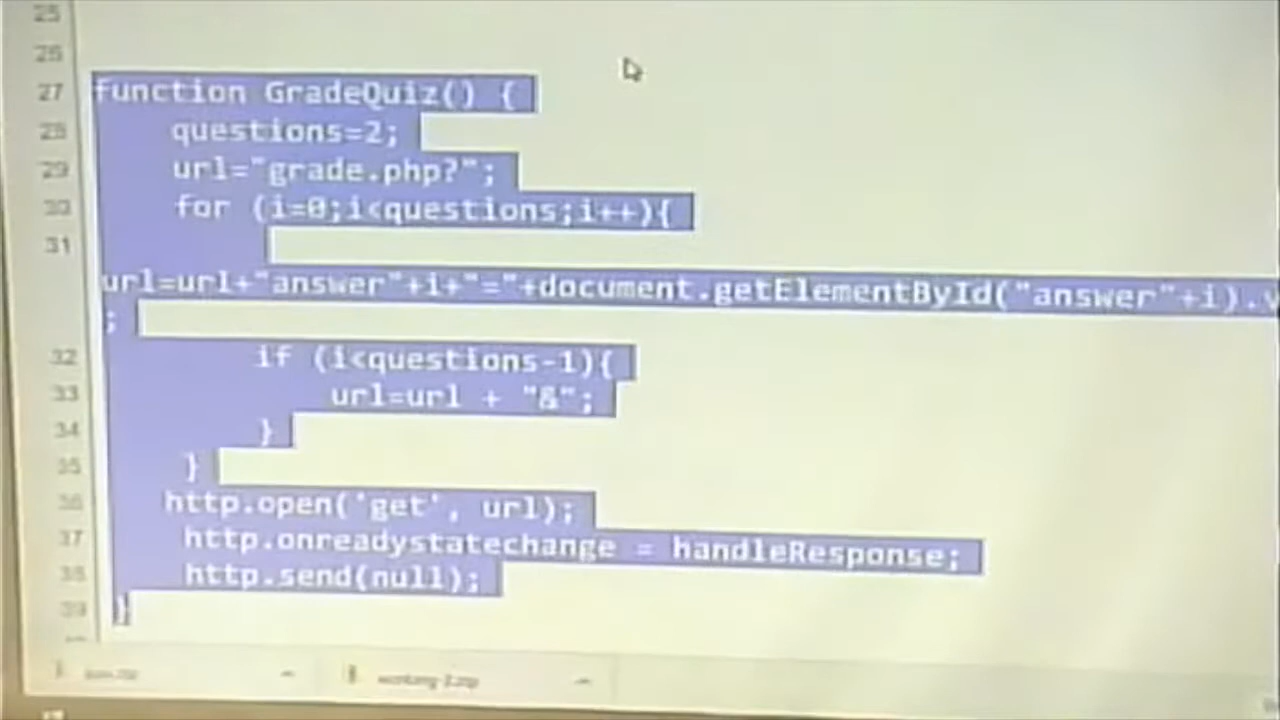 25
26
27 function GradeQuiz() {
28 questions=2;
29 url="grade.php?";
30 for (i=0;i<questions;i++){
31
url=url+"answer"+i+"="+document.getElementById("answer"+i).v
;
32 if (i<questions-1){
33 url=url + "&";
34 }
35 }
36 http.open('get', url);
37 http.onreadystatechange = handleResponse;
38 http.send(null);
39 }